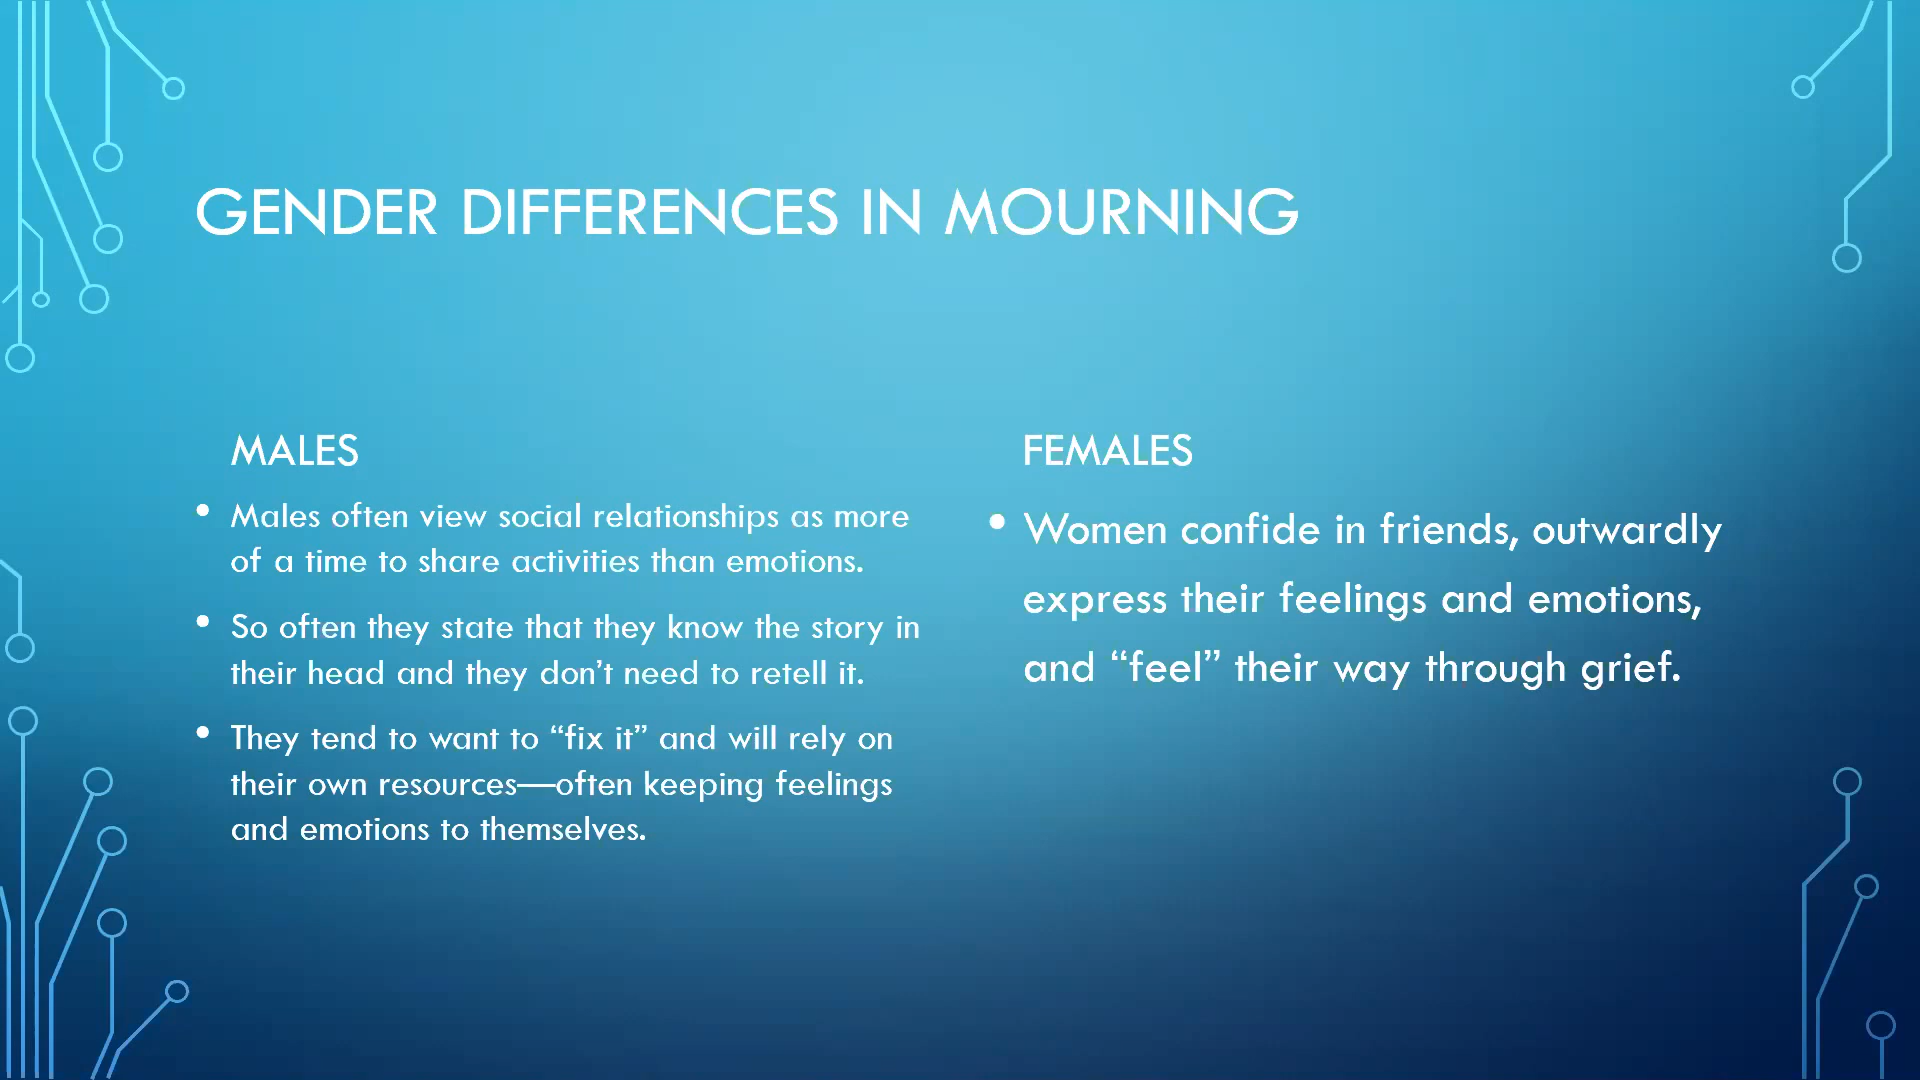 GENDER DIFFERENCES IN MOURNING
MALES
• Males often view social relationships as more
of a time to share activities than emotions.
• So often they state that they know the story in
their head and they don’t need to retell it.
• They tend to want to “fix it” and will rely on
their own resources—often keeping feelings
and emotions to themselves.
FEMALES
• Women confide in friends, outwardly
express their feelings and emotions,
and “feel” their way through grief.